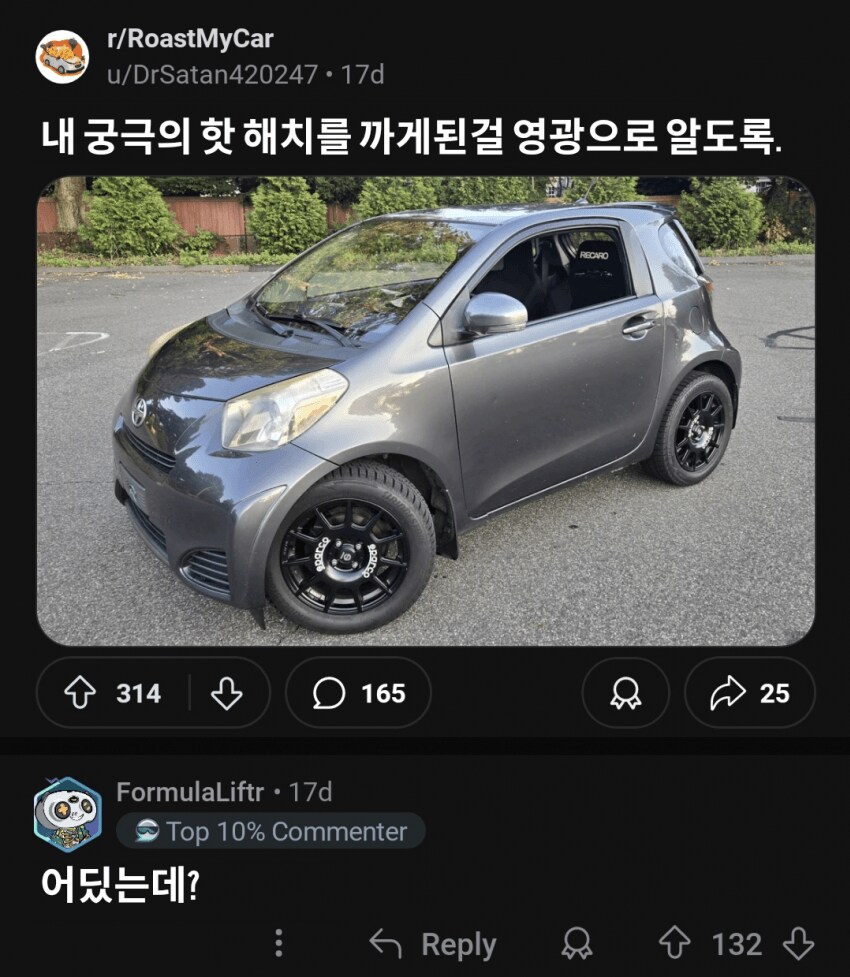 r/RoastMyCar
u/DrSatan420247 • 17d
내 궁극의 핫 해치를 까게된걸 영광으로 알도록.
RECARO
sparco
sparco
314
165
25
FormulaLiftr • 17d
Top 10% Commenter
어딨는데?
Reply
132